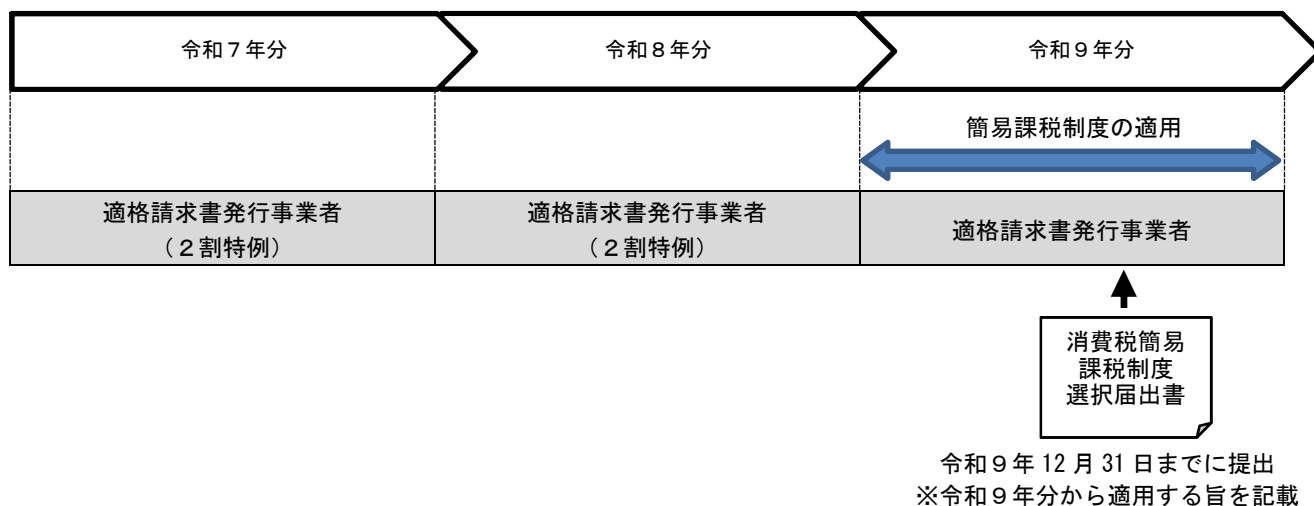 令和７年分
令和８年分
令和９年分
簡易課税制度の適用
適格請求書発行事業者
（２割特例）
適格請求書発行事業者
（２割特例）
適格請求書発行事業者
消費税簡易
課税制度
選択届出書
令和９年 12 月 31 日までに提出
※令和９年分から適用する旨を記載